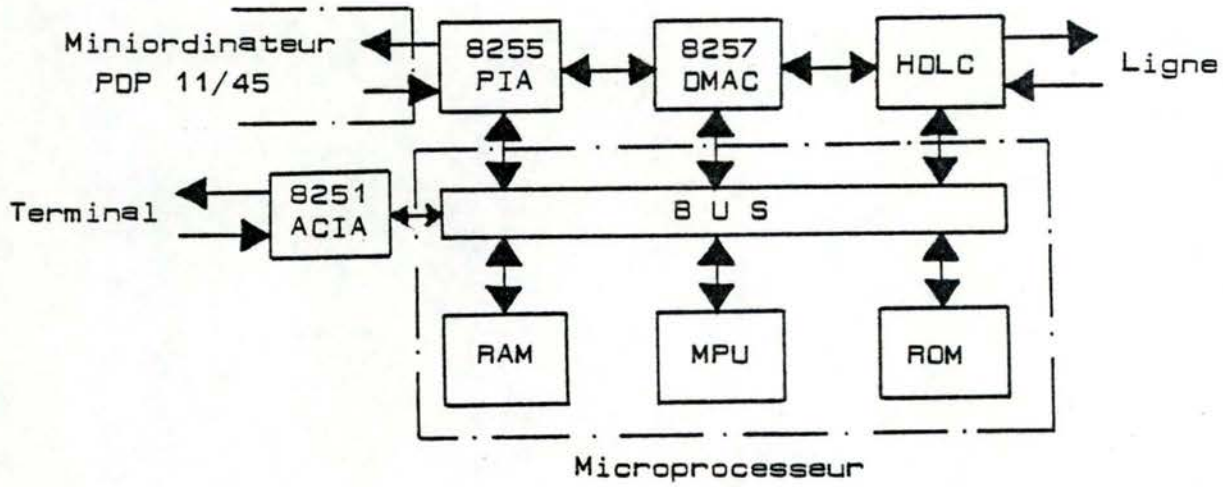 Miniordinateur
PDP 11/45
8255
PIA
8257
DMAC
HDLC
Ligne
Terminal
8251
ACIA
B U S
RAM
MPU
ROM
Microprocesseur